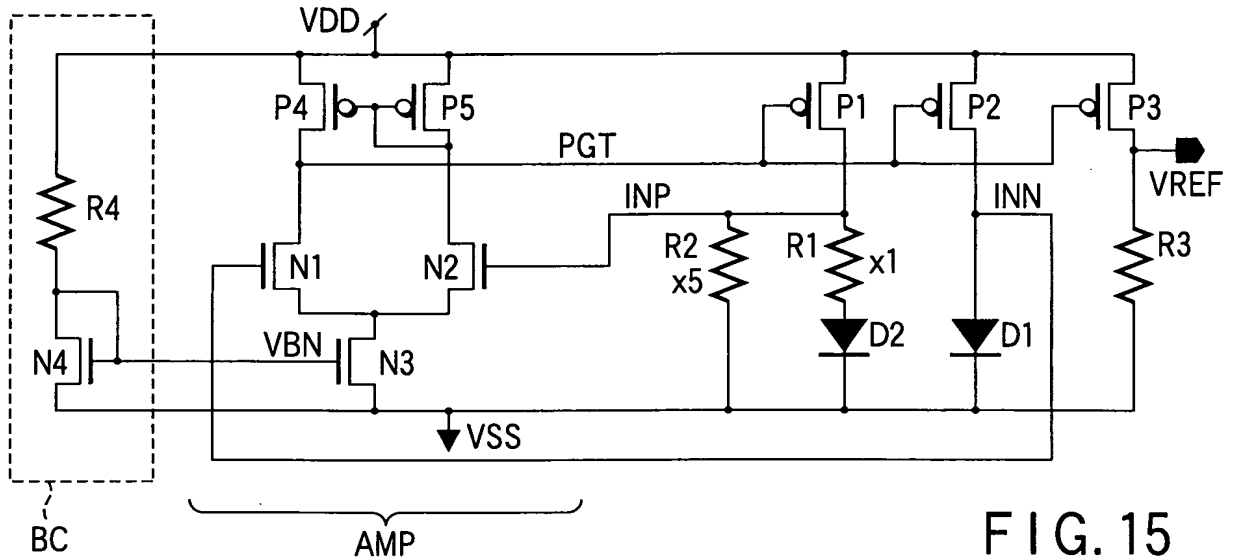 VDD
P4
P5
P1
P2
P3
PGT
VREF
R4
INP
INN
N1
N2
R2
x5
R1
x1
R3
N4
VBN
N3
D2
D1
VSS
BC
AMP
FIG. 15